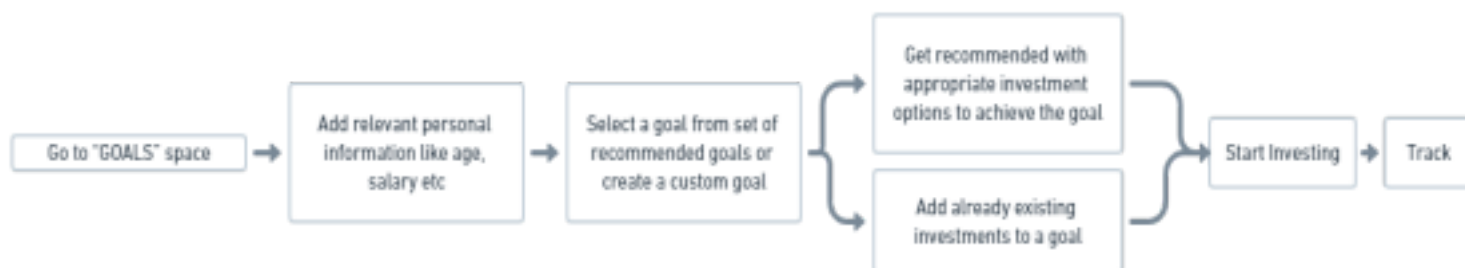 Go to "GOALS" space
Add relevant personal
information like age,
salary etc
Select a goal from set of
recommended goals or
create a custom goal
Get recommended with
appropriate investment
options to achieve the goal
Add already existing
investments to a goal
Start Investing
Track